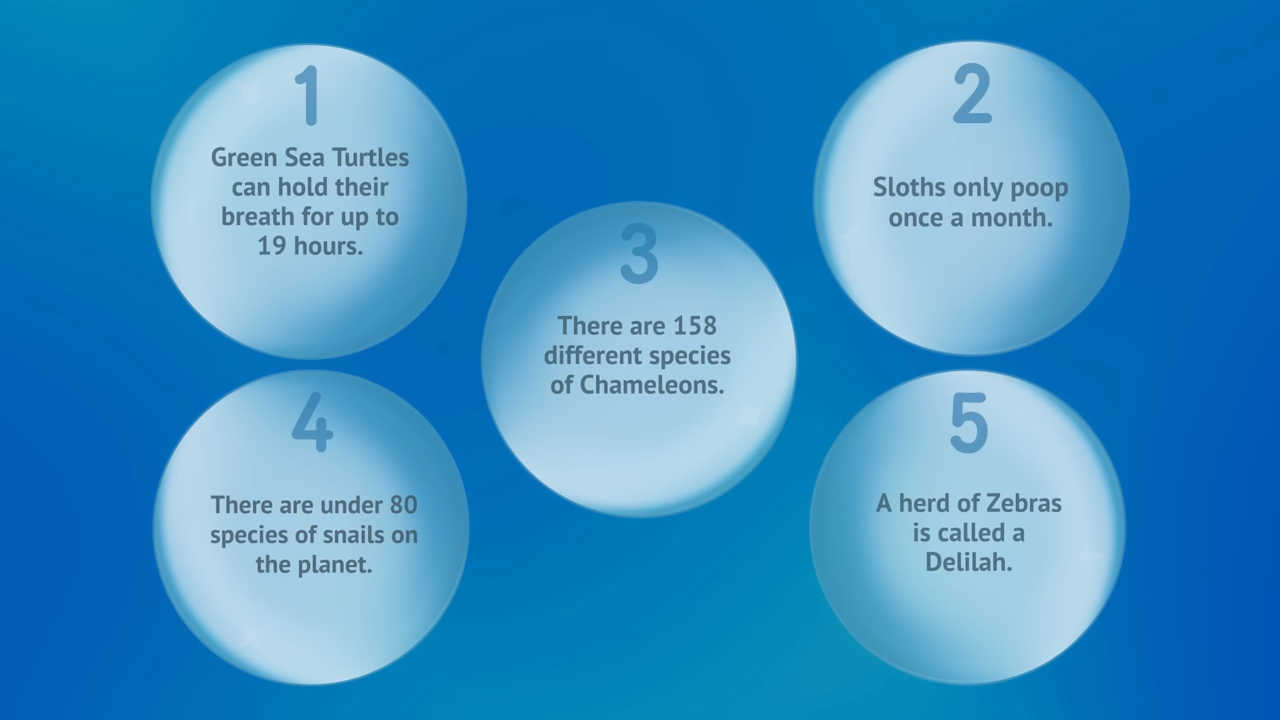 1
Green Sea Turtles
can hold their
breath for up to
19 hours.
2
Sloths only poop
once a month.
3
There are 158
different species
of Chameleons.
4
There are under 80
species of snails on
the planet.
5
A herd of Zebras
is called a
Delilah.